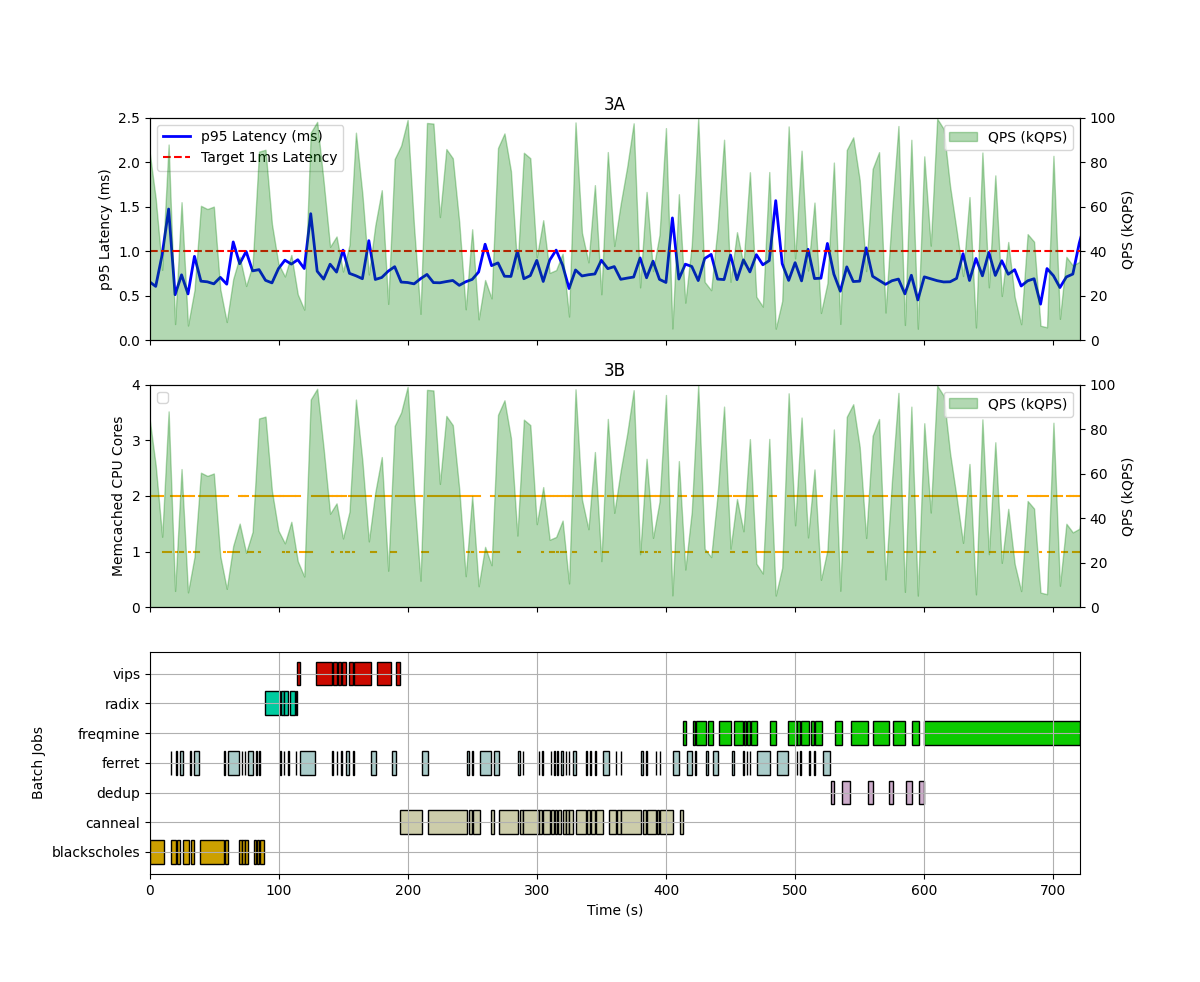 3A
2.5
2.0
1.5
1.0
0.5
0.0
p95 Latency (ms)
p95 Latency (ms)
Target 1ms Latency
QPS (kQPS)
100
80
60
40
20
0
QPS (kQPS)
3B
4
3
2
1
0
Memcached CPU Cores
QPS (kQPS)
100
80
60
40
20
0
QPS (kQPS)
vips
radix
freqmine
ferret
dedup
canneal
blackscholes
Batch Jobs
0 100 200 300 400 500 600 700
Time (s)